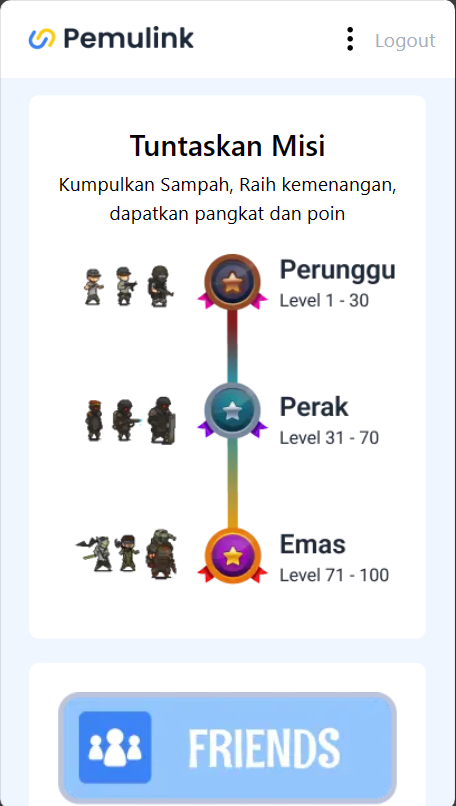 Pemulink
Logout
Tuntaskan Misi
Kumpulkan Sampah, Raih kemenangan,
dapatkan pangkat dan poin
Perunggu
Level 1 - 30
Perak
Level 31 - 70
Emas
Level 71 - 100
FRIENDS